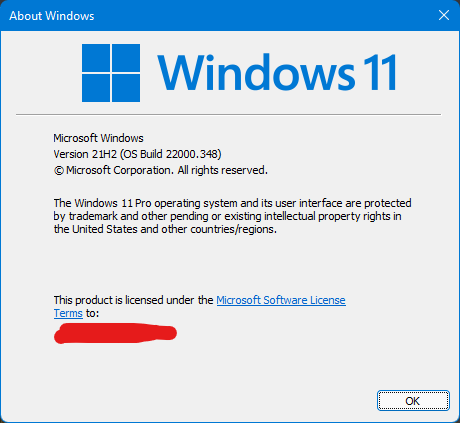 About Windows
Windows 11
Microsoft Windows
Version 21H2 (OS Build 22000.348)
© Microsoft Corporation. All rights reserved.
The Windows 11 Pro operating system and its user interface are protected
by trademark and other pending or existing intellectual property rights in
the United States and other countries/regions.
This product is licensed under the Microsoft Software License
Terms to:
OK